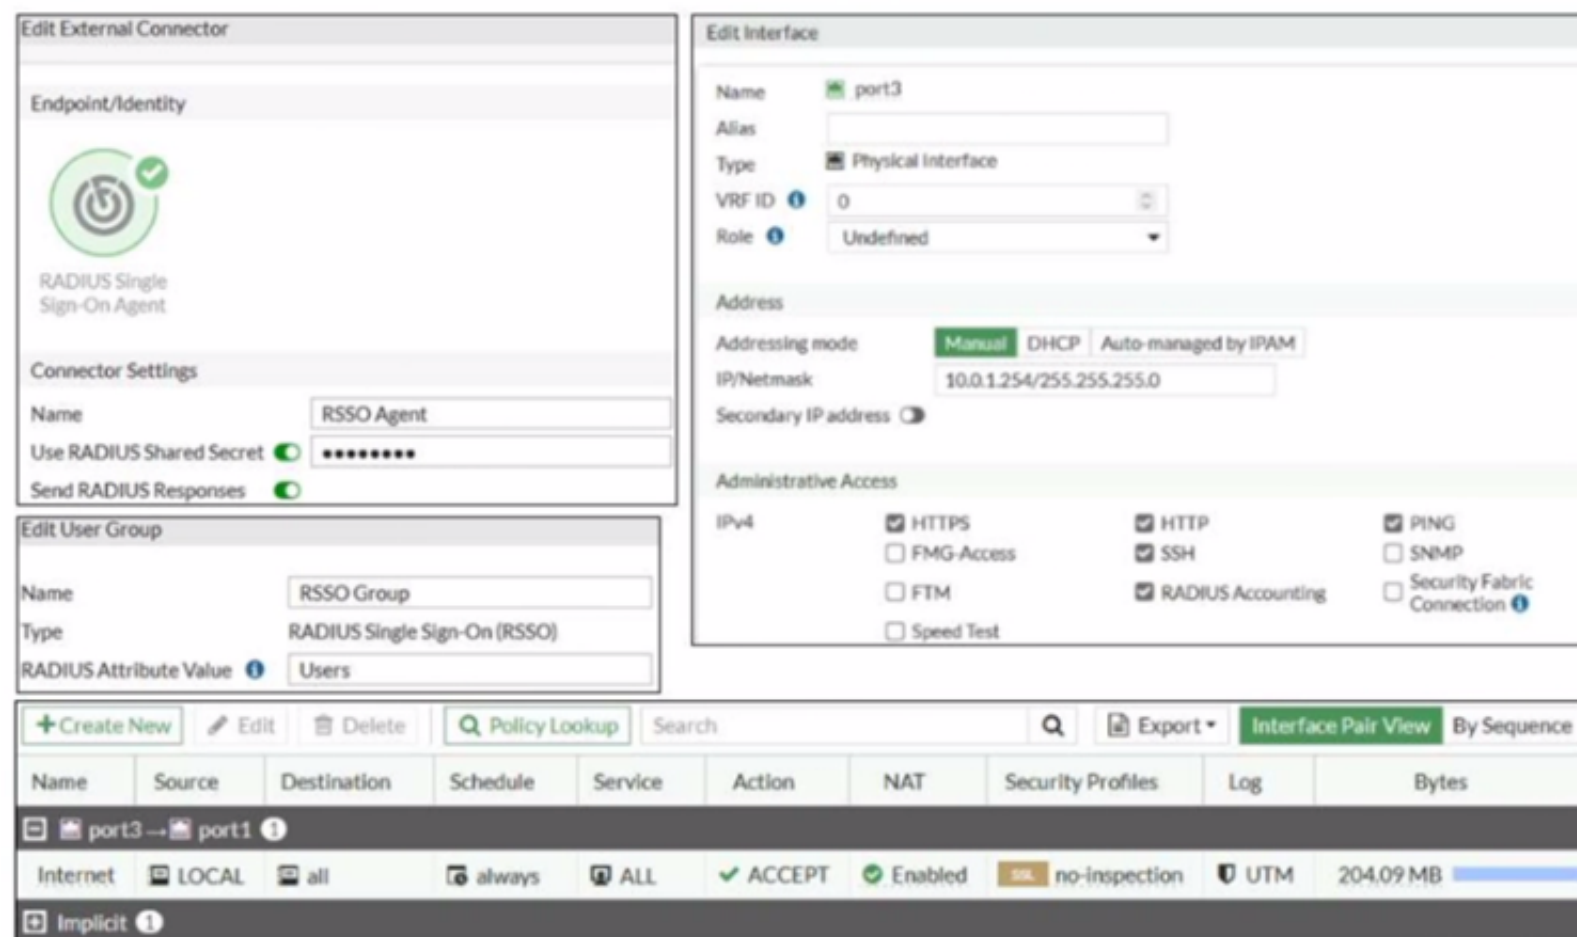 Edit External Connector
Endpoint/Identity
RADIUS Single
Sign-On Agent
Connector Settings
Name RSSO Agent
Use RADIUS Shared Secret ••••••••
Send RADIUS Responses
Edit Interface
Name port3
Alias
Type Physical Interface
VRF ID 0
Role Undefined
Address
Addressing mode Manual DHCP Auto-managed by IPAM
IP/Netmask 10.0.1.254/255.255.255.0
Secondary IP address
Administrative Access
IPv4 HTTPS HTTP PING
FMG-Access SSH SNMP
FTM RADIUS Accounting Security Fabric
Connection
Speed Test
Edit User Group
Name RSSO Group
Type RADIUS Single Sign-On (RSSO)
RADIUS Attribute Value Users
+Create New Edit Delete Policy Lookup Search Export Interface Pair View By Sequence
Name Source Destination Schedule Service Action NAT Security Profiles Log Bytes
port3→ port1 1
Internet LOCAL all always ALL ACCEPT Enabled SSL no-inspection UTM 204.09 MB
Implicit 1